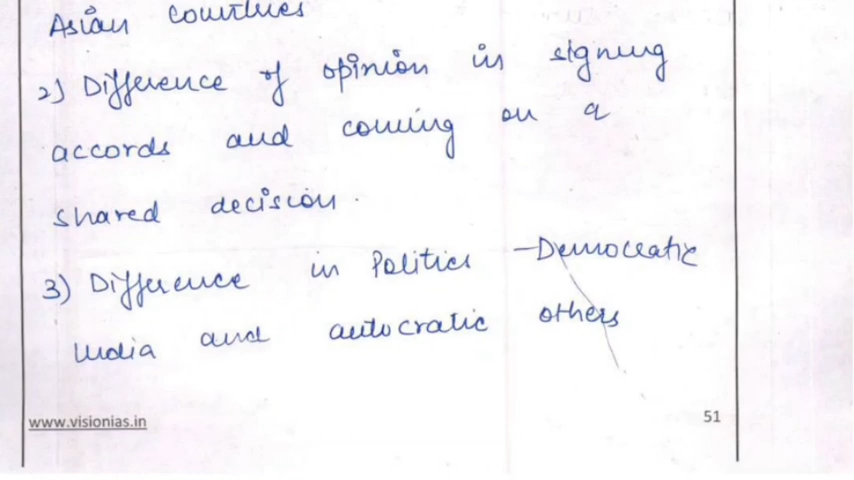 Asian countries
2) Difference of opinion in signing
accords and coming on a
shared decision.
3) Difference in Politics - Democratic
India and autocratic others
www.visionias.in
51